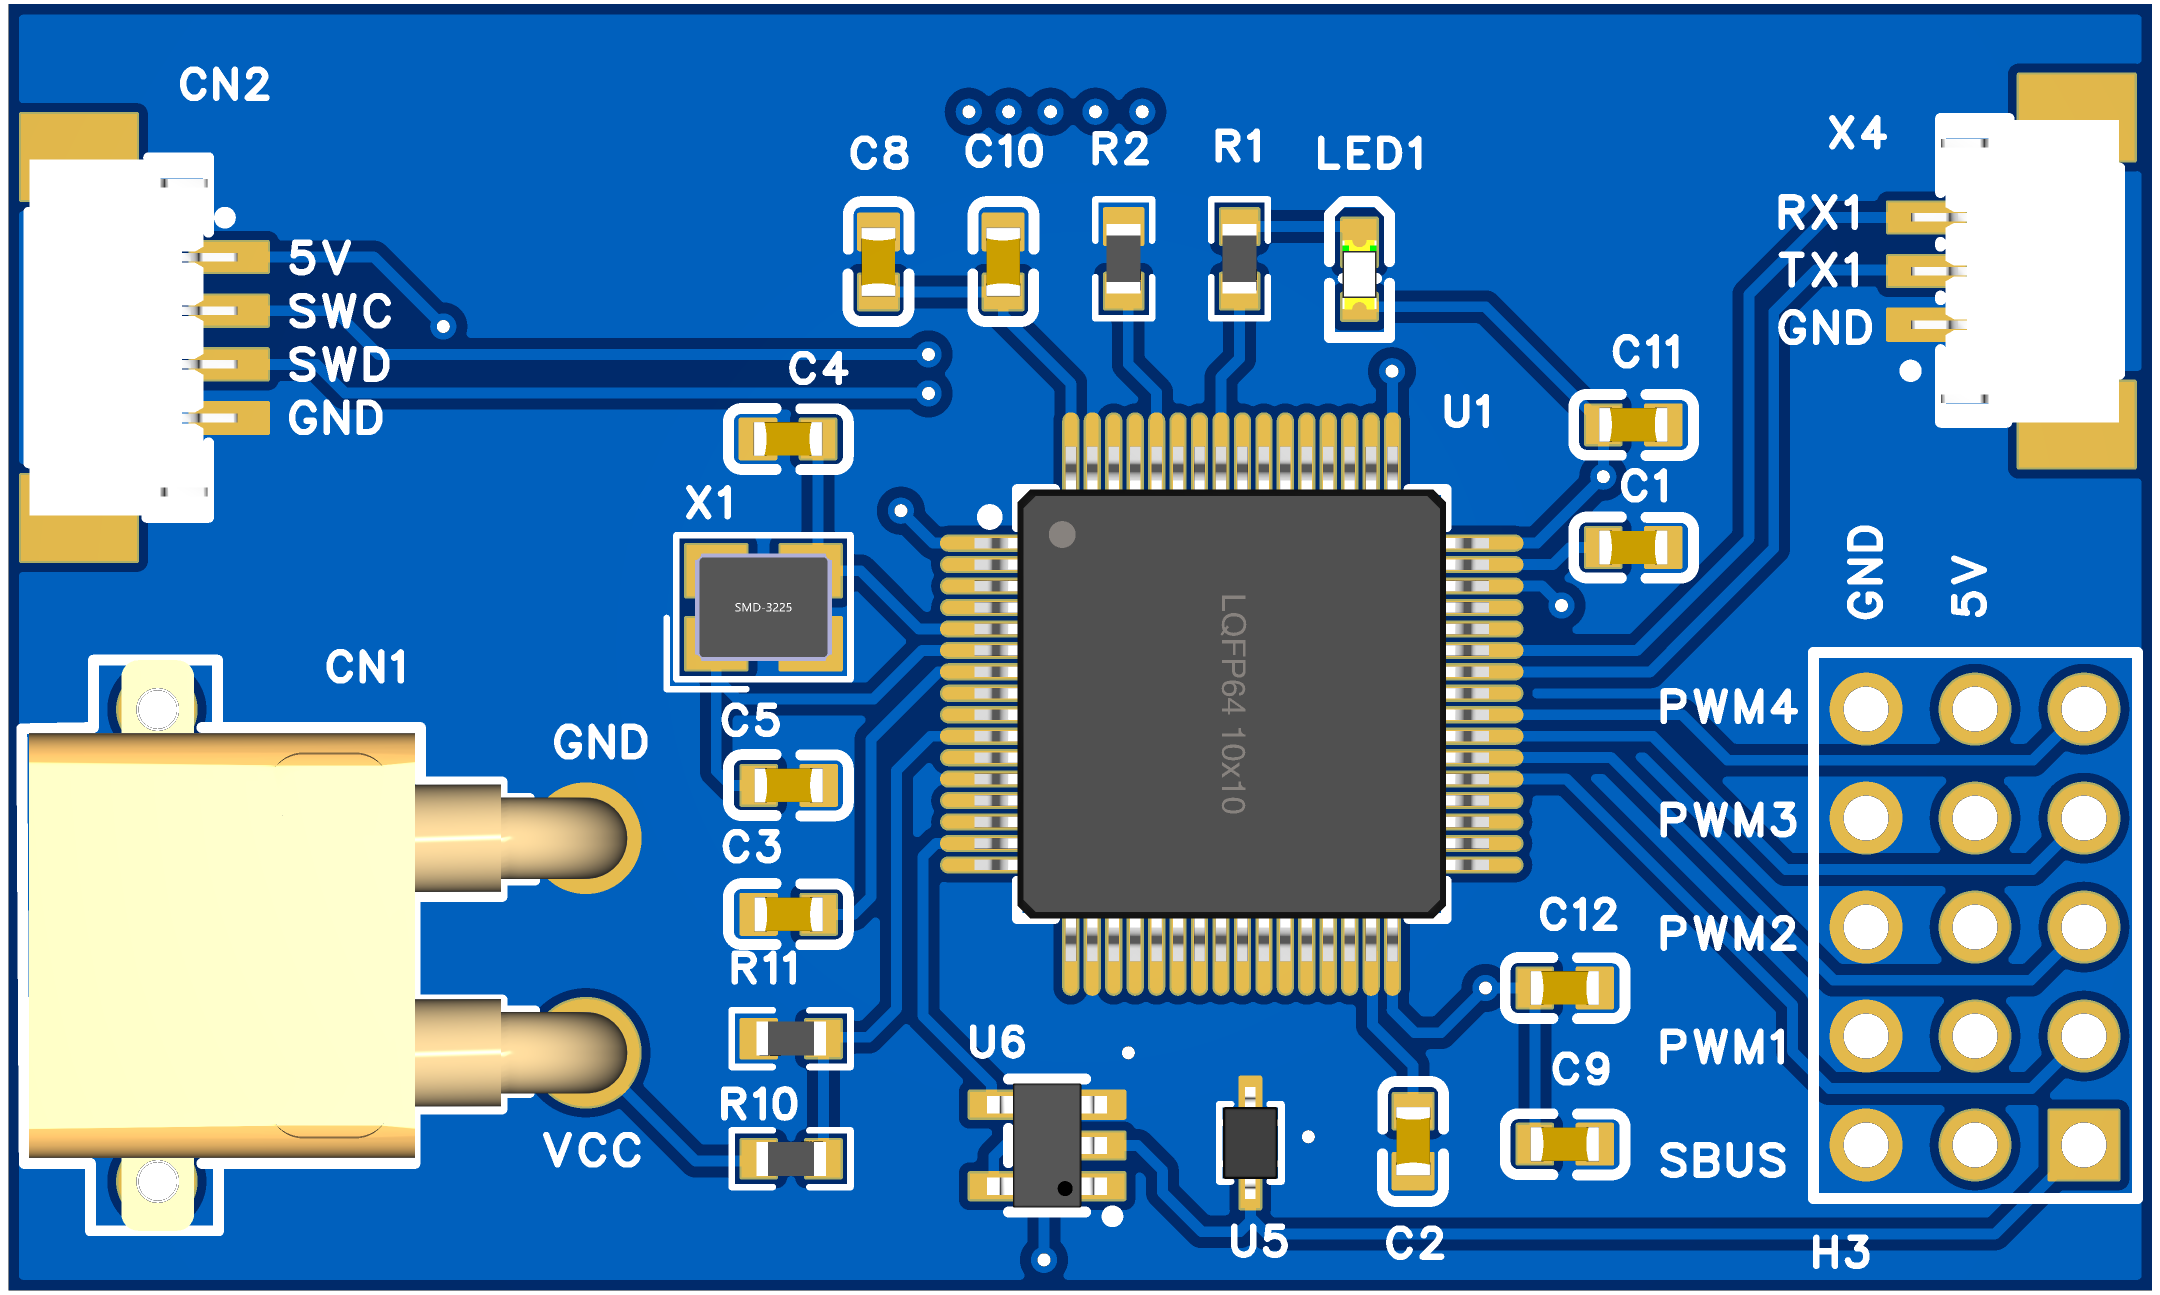 CN2
C8
C10
R2
R1
LED1
X4
5V
SWC
SWD
GND
RX1
TX1
GND
C4
C11
U1
C1
X1
SMD-3225
LQFP64 10x10
GND
5V
CN1
GND
C5
C3
R11
R10
VCC
U6
U5
C2
C12
C9
PWM4
PWM3
PWM2
PWM1
SBUS
H3